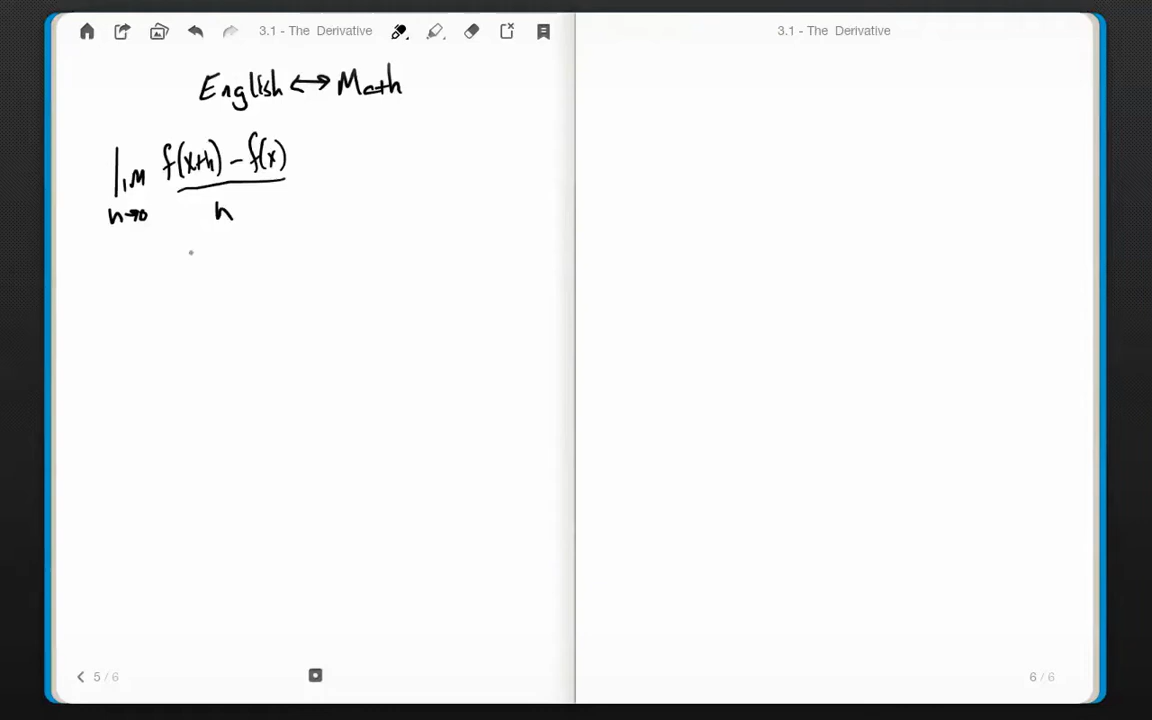 3.1 - The Derivative
3.1 - The Derivative
English ↔ Math
lim f(x+h) - f(x)
h→0 h
5 / 6
6 / 6